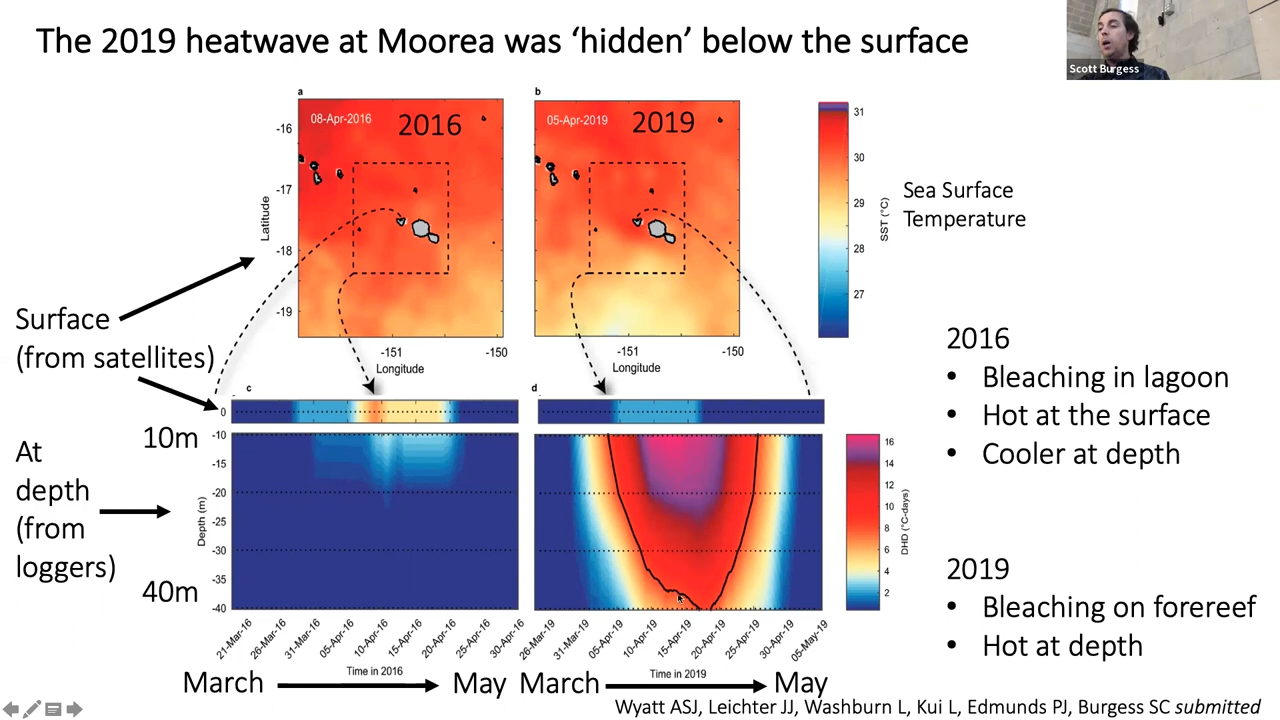 The 2019 heatwave at Moorea was ‘hidden’ below the surface
Scott Burgess
a
08-Apr-2016
2016
b
05-Apr-2019
2019
Latitude
-16
-17
-18
-19
-151
-150
Longitude
-151
-150
Longitude
31
30
29
28
27
SST (°C)
Sea Surface
Temperature
Surface
(from satellites)
c
0
d
At
depth
(from
loggers)
10m
40m
Depth (m)
-10
-15
-20
-25
-30
-35
-40
21-Mar-16
26-Mar-16
31-Mar-16
05-Apr-16
10-Apr-16
15-Apr-16
20-Apr-16
25-Apr-16
30-Apr-16
Time in 2016
26-Mar-19
31-Mar-19
05-Apr-19
10-Apr-19
15-Apr-19
20-Apr-19
25-Apr-19
30-Apr-19
05-May-19
Time in 2019
16
14
12
10
8
6
4
2
DHD (°C-days)
March
May
March
May
2016
• Bleaching in lagoon
• Hot at the surface
• Cooler at depth
2019
• Bleaching on forereef
• Hot at depth
Wyatt ASJ, Leichter JJ, Washburn L, Kui L, Edmunds PJ, Burgess SC submitted